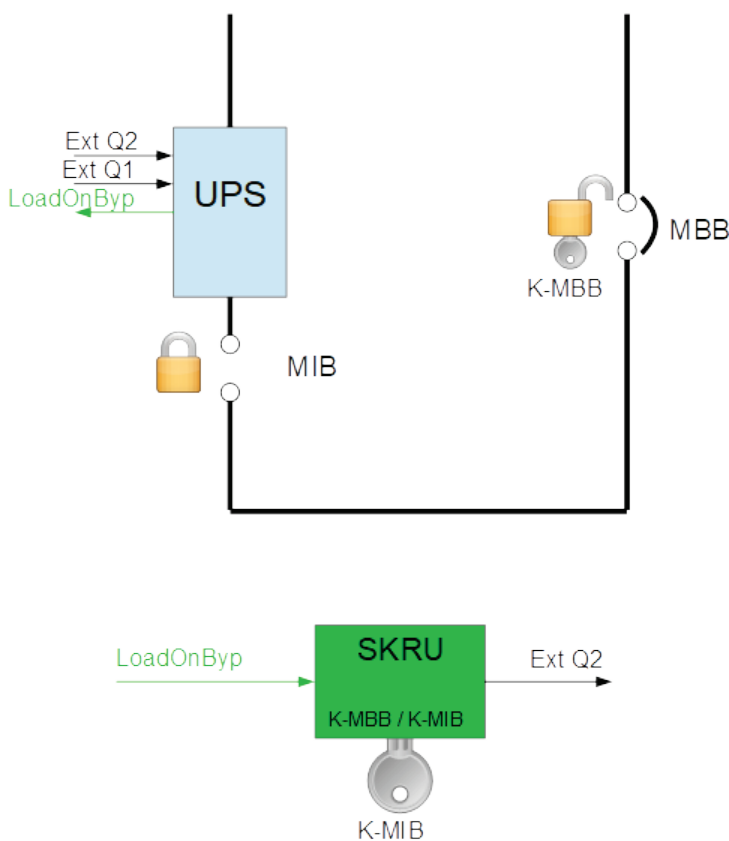 Ext Q2
Ext Q1
LoadOnByp
UPS
MBB
K-MBB
MIB
LoadOnByp
SKRU
Ext Q2
K-MBB / K-MIB
K-MIB